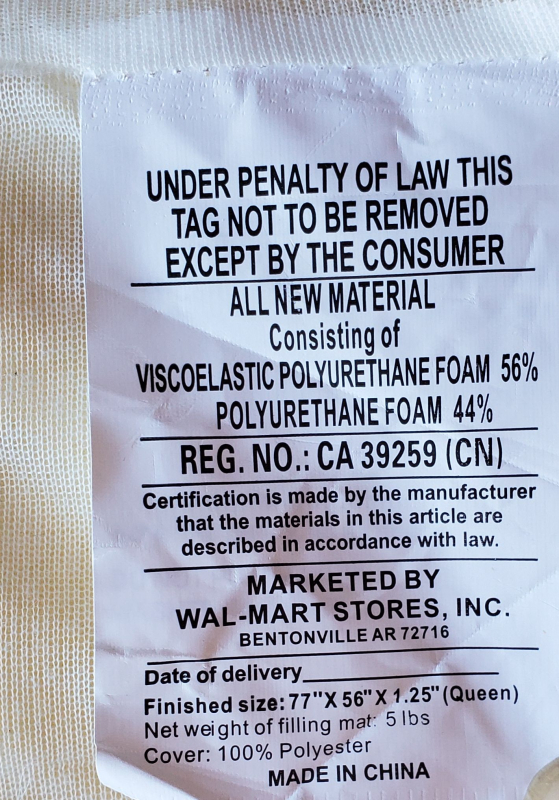 UNDER PENALTY OF LAW THIS
TAG NOT TO BE REMOVED
EXCEPT BY THE CONSUMER
ALL NEW MATERIAL
Consisting of
VISCOELASTIC POLYURETHANE FOAM 56%
POLYURETHANE FOAM 44%
REG. NO.: CA 39259 (CN)
Certification is made by the manufacturer
that the materials in this article are
described in accordance with law.
MARKETED BY
WAL-MART STORES, INC.
BENTONVILLE AR 72716
Date of delivery
Finished size: 77"X 56"X 1.25" (Queen)
Net weight of filling mat: 5 lbs
Cover: 100% Polyester
MADE IN CHINA